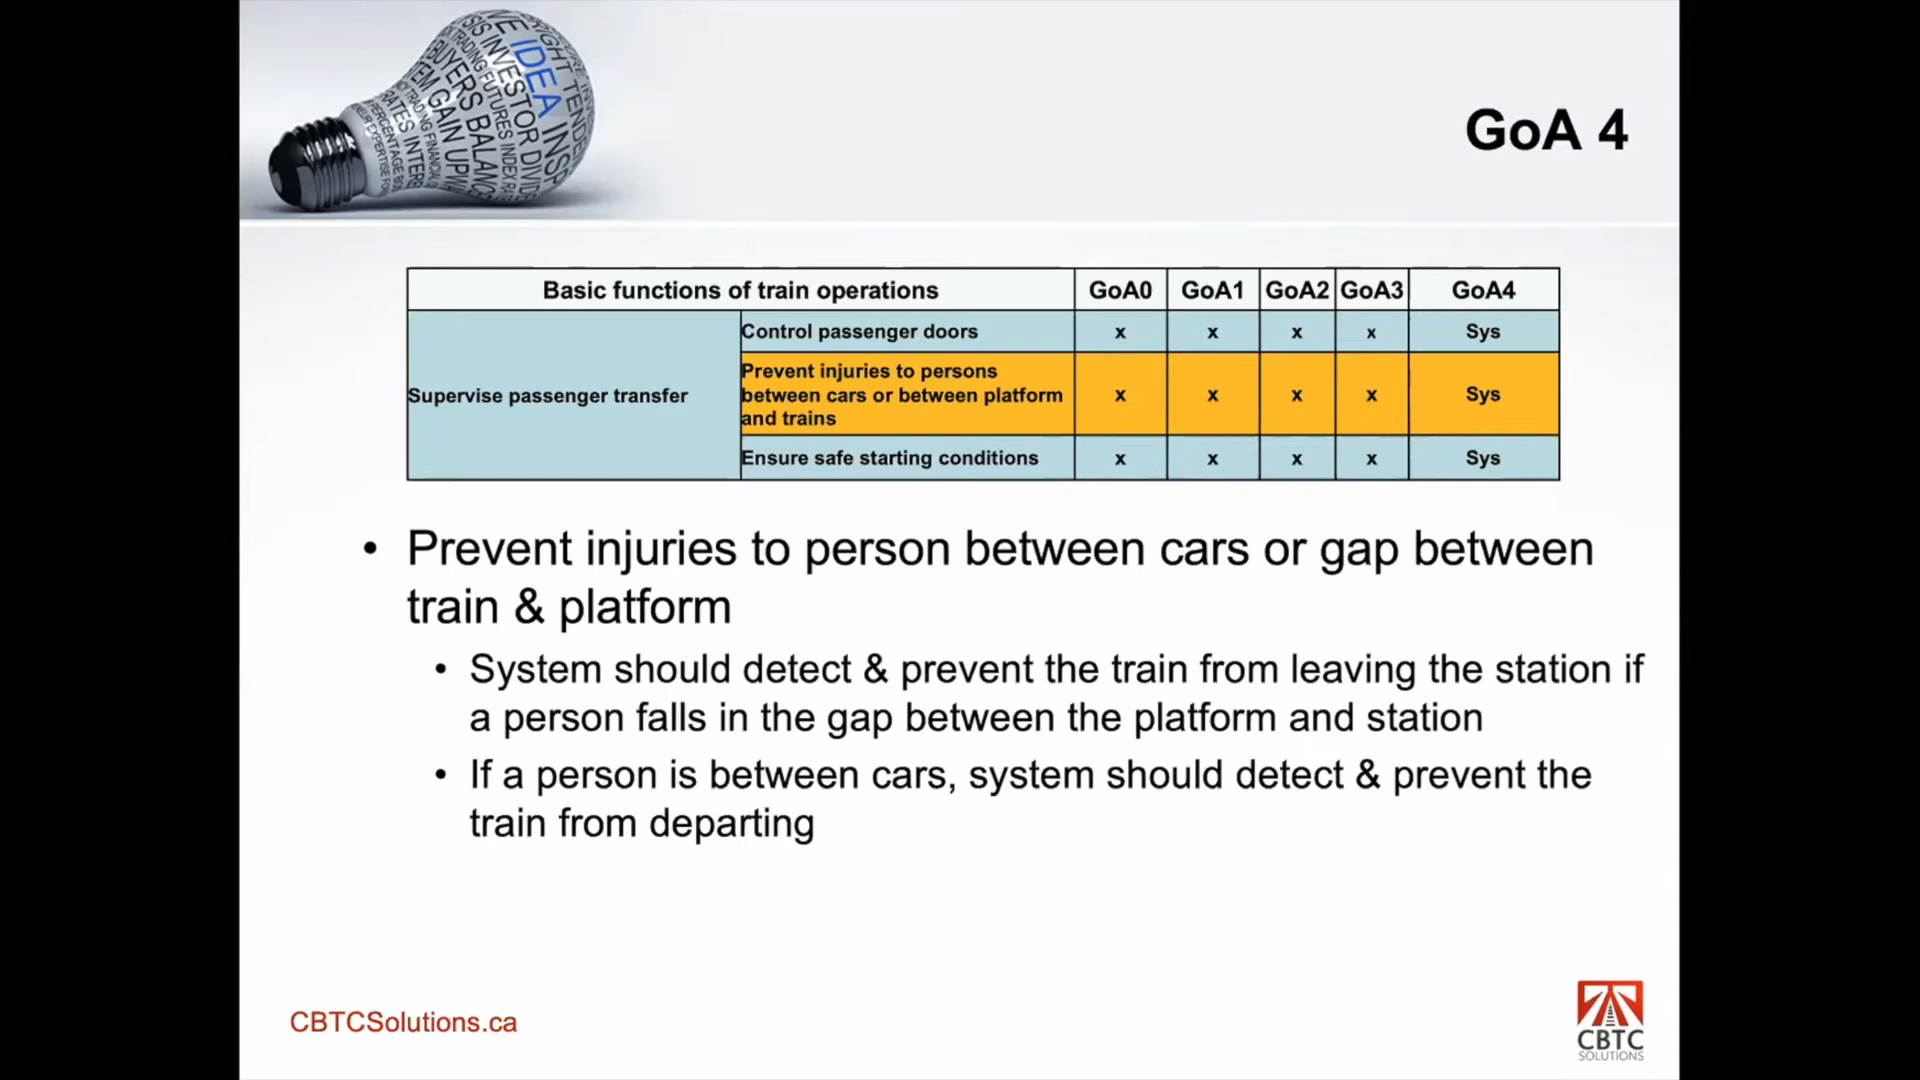 IDEA
GoA 4
Basic functions of train operations GoA0 GoA1 GoA2 GoA3 GoA4
Supervise passenger transfer
Control passenger doors x x x x Sys
Prevent injuries to persons
between cars or between platform
and trains
x x x x Sys
Ensure safe starting conditions x x x x Sys
• Prevent injuries to person between cars or gap between
train & platform
• System should detect & prevent the train from leaving the station if
a person falls in the gap between the platform and station
• If a person is between cars, system should detect & prevent the
train from departing
CBTCSolutions.ca
CBTC
SOLUTIONS